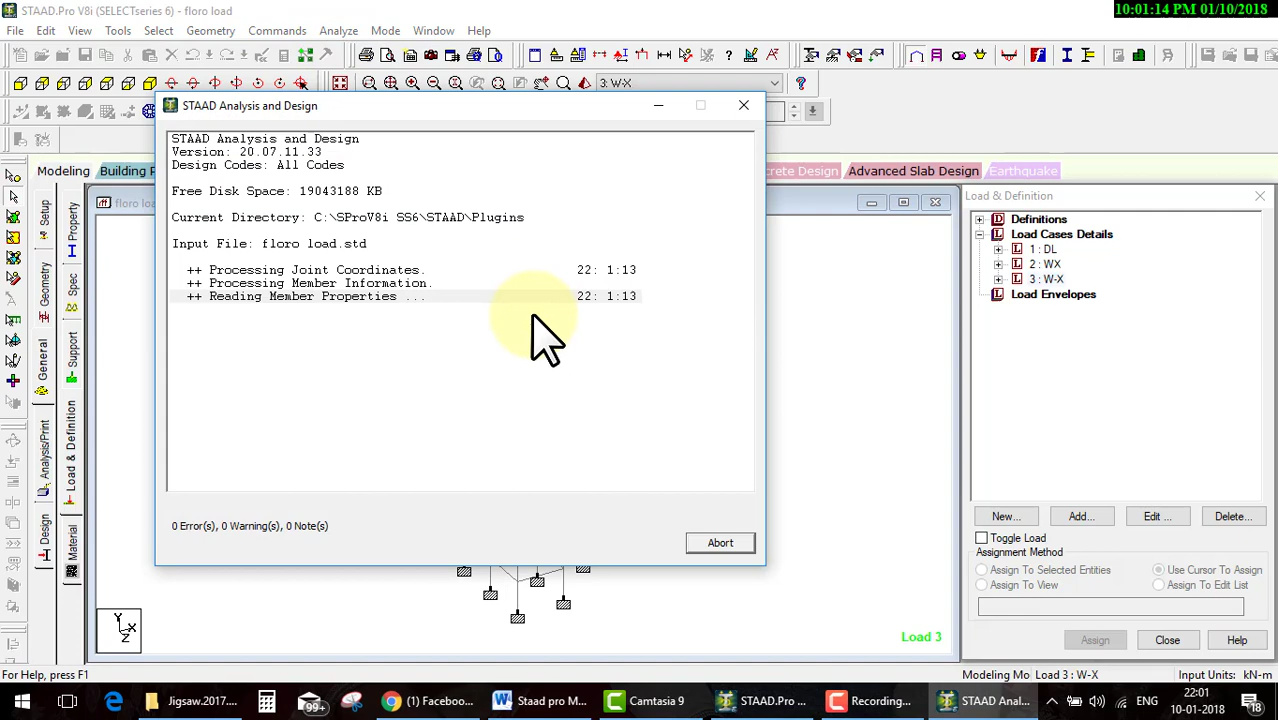 STAAD.Pro V8i (SELECTseries 6) - floro load
10:01:14 PM 01/10/2018
File Edit View Tools Select Geometry Commands Analyze Mode Window Help
3: W-X
STAAD Analysis and Design
STAAD Analysis and Design
Version: 20.07.11.33
Design Codes: All Codes
Free Disk Space: 19043188 KB
Current Directory: C:\SProV8i SS6\STAAD\Plugins
Input File: floro load.std
++ Processing Joint Coordinates. 22: 1:13
++ Processing Member Information.
++ Reading Member Properties ... 22: 1:13
0 Error(s), 0 Warning(s), 0 Note(s)
Abort
Modeling Building P crete Design Advanced Slab Design Earthquake
floro loa
Setup
Geometry
General
Analysis/Print
Design
Property
Spec
Support
Load & Definition
Material
Load & Definition
Definitions
Load Cases Details
1 : DL
2 : WX
3 : W-X
Load Envelopes
New... Add... Edit ... Delete...
Toggle Load
Assignment Method
Assign To Selected Entities Use Cursor To Assign
Assign To View Assign To Edit List
Assign Close Help
Y
X
Z
Load 3
For Help, press F1
Modeling Mo Load 3 : W-X Input Units: kN-m
Jigsaw.2017.... 99+ (1) Faceboo... Staad pro M... Camtasia 9 STAAD.Pro ... Recording... STAAD Anal... ENG 22:01
10-01-2018